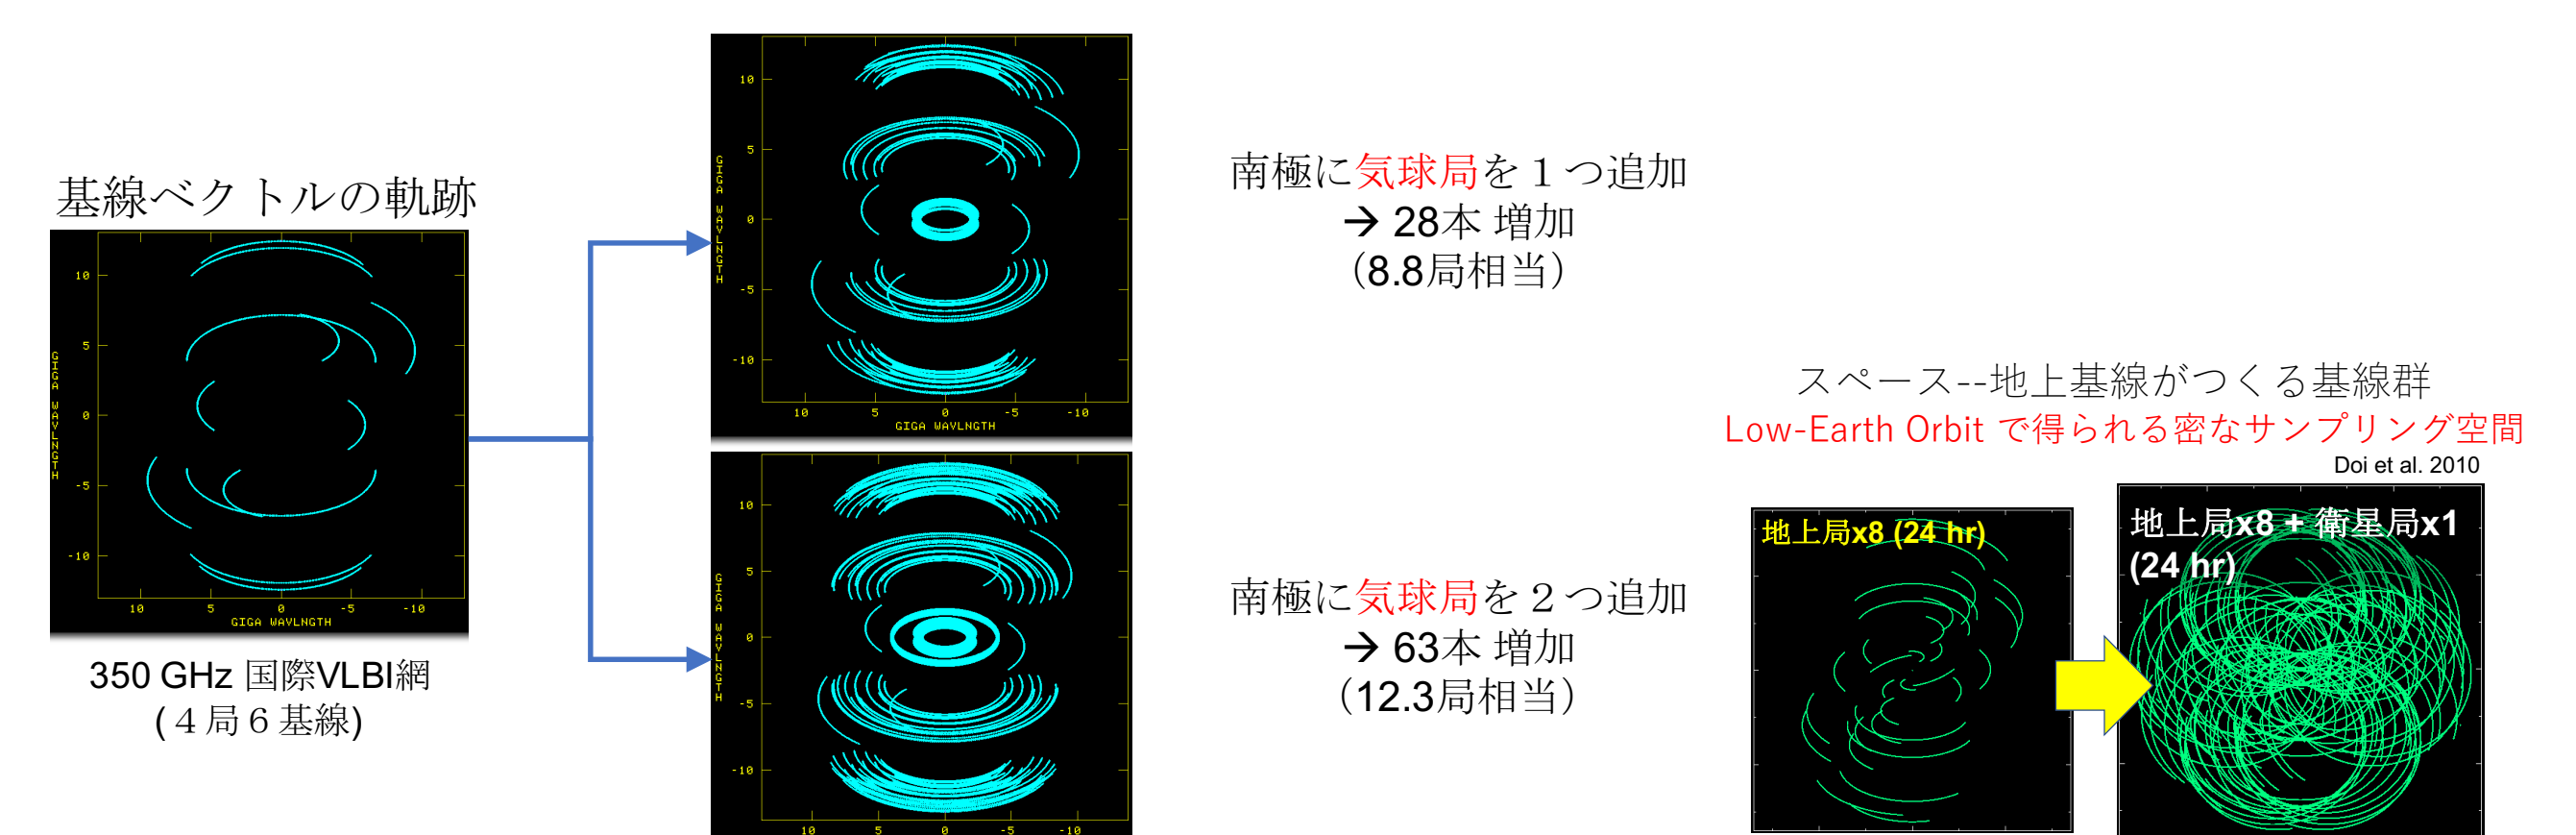 基線ベクトルの軌跡
10
5
0
-5
-10
GIGA WAVLNGTH
10 5 0 -5 -10
GIGA WAVLNGTH
350 GHz 国際VLBI網
(４局６基線)
10
5
0
-5
-10
GIGA WAVLNGTH
10 5 0 -5 -10
GIGA WAVLNGTH
南極に気球局を１つ追加
→ 28本 増加
（8.8局相当）
10
5
0
-5
-10
GIGA WAVLNGTH
10 5 0 -5 -10
南極に気球局を２つ追加
→ 63本 増加
（12.3局相当）
スペース--地上基線がつくる基線群
Low-Earth Orbit で得られる密なサンプリング空間
Doi et al. 2010
地上局x8 (24 hr)
地上局x8 + 衛星局x1
(24 hr)